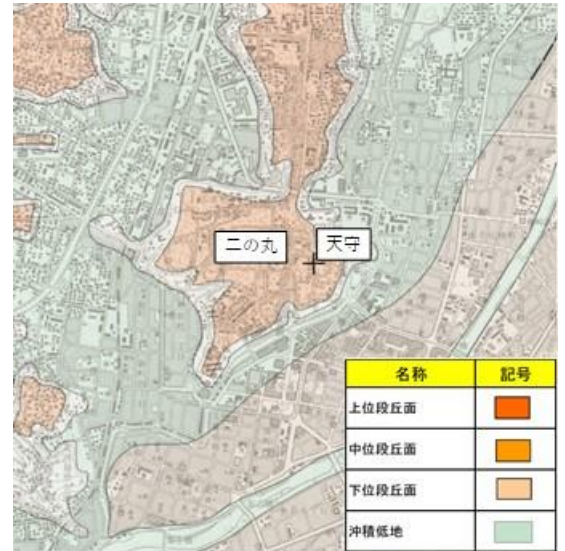 二の丸
天守
名称 記号
上位段丘面
中位段丘面
下位段丘面
沖積低地